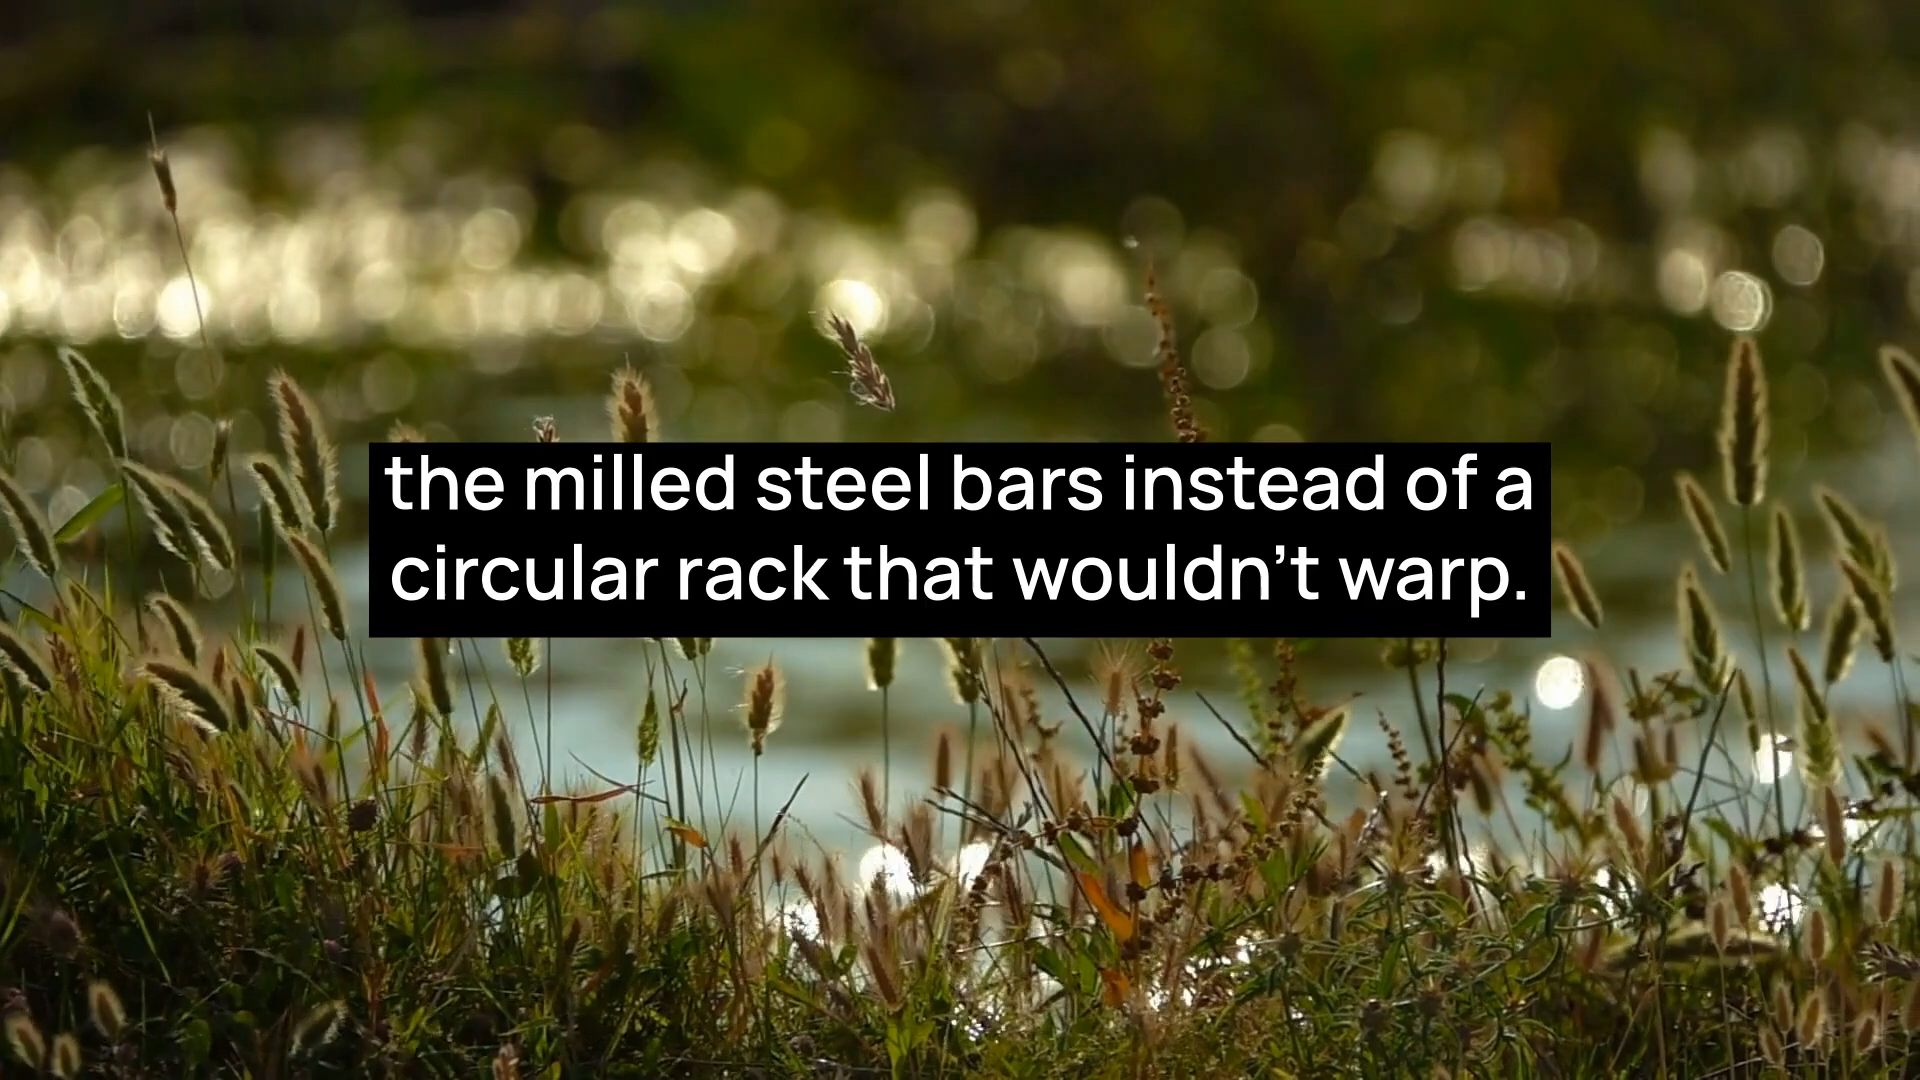 the milled steel bars instead of a
circular rack that wouldn’t warp.